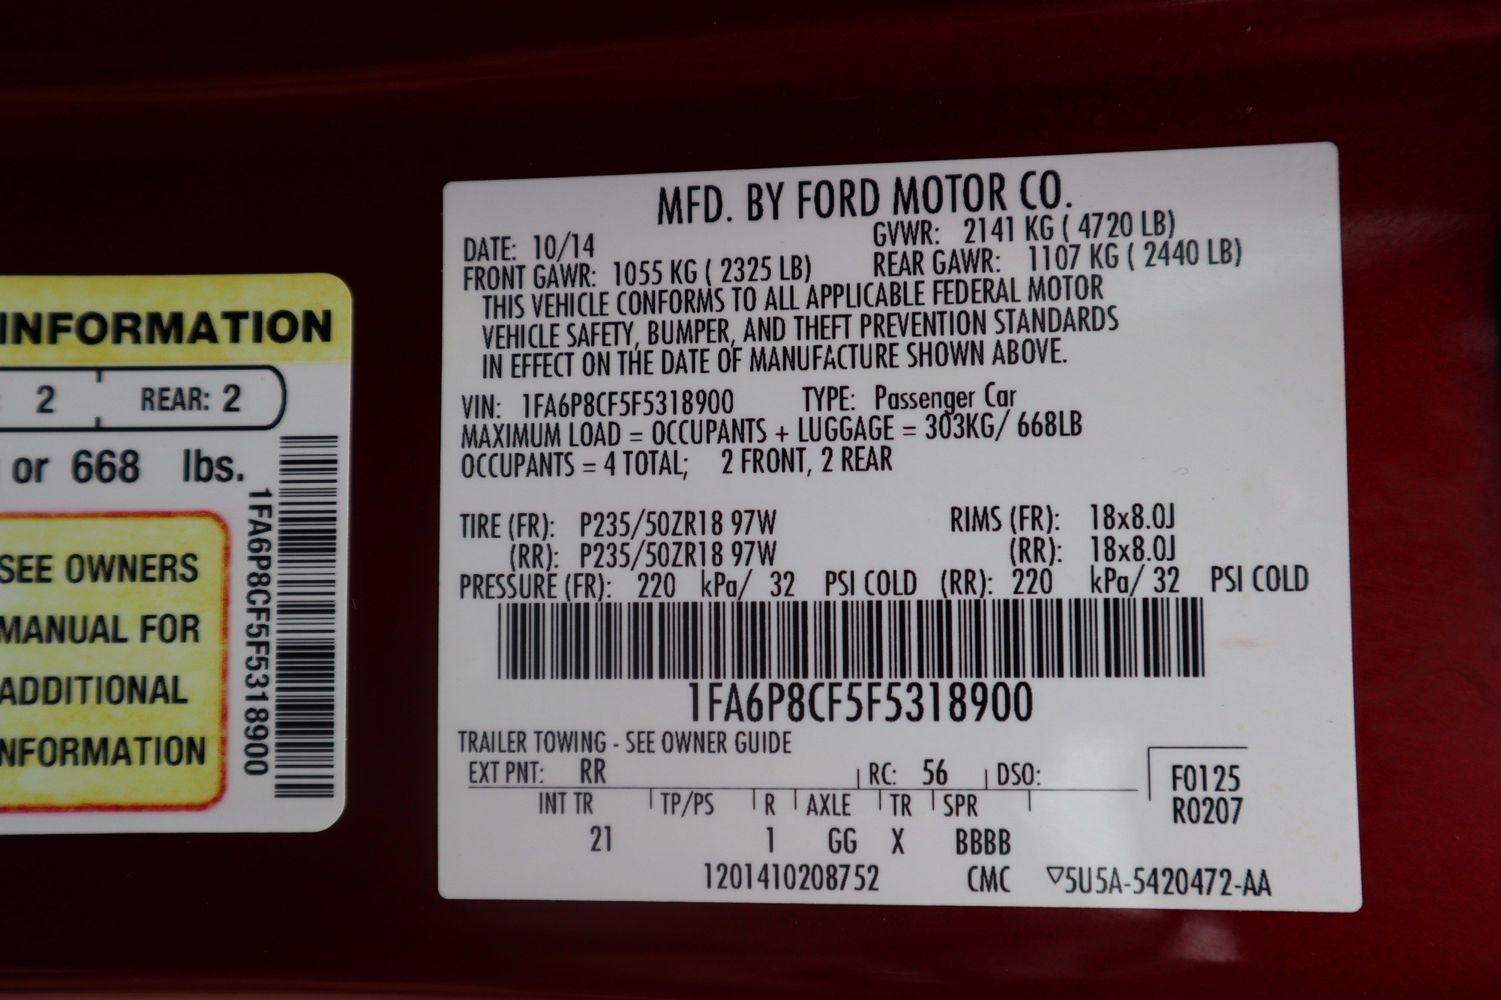 INFORMATION
: 2 REAR: 2
or 668 lbs.
SEE OWNERS
MANUAL FOR
ADDITIONAL
NFORMATION
1FA6P8CF5F5318900
MFD. BY FORD MOTOR CO.
DATE: 10/14 GVWR: 2141 KG ( 4720 LB)
FRONT GAWR: 1055 KG ( 2325 LB) REAR GAWR: 1107 KG ( 2440 LB)
THIS VEHICLE CONFORMS TO ALL APPLICABLE FEDERAL MOTOR
VEHICLE SAFETY, BUMPER, AND THEFT PREVENTION STANDARDS
IN EFFECT ON THE DATE OF MANUFACTURE SHOWN ABOVE.
VIN: 1FA6P8CF5F5318900 TYPE: Passenger Car
MAXIMUM LOAD = OCCUPANTS + LUGGAGE = 303KG/ 668LB
OCCUPANTS = 4 TOTAL; 2 FRONT, 2 REAR
TIRE (FR): P235/50ZR18 97W RIMS (FR): 18x8.0J
(RR): P235/50ZR18 97W (RR): 18x8.0J
PRESSURE (FR): 220 kPa/ 32 PSI COLD (RR): 220 kPa/ 32 PSI COLD
1FA6P8CF5F5318900
TRAILER TOWING - SEE OWNER GUIDE
EXT PNT: RR RC: 56 DSO: F0125
INT TR TP/PS R AXLE TR SPR R0207
21 1 GG X BBBB
1201410208752 CMC ▽5U5A-5420472-AA